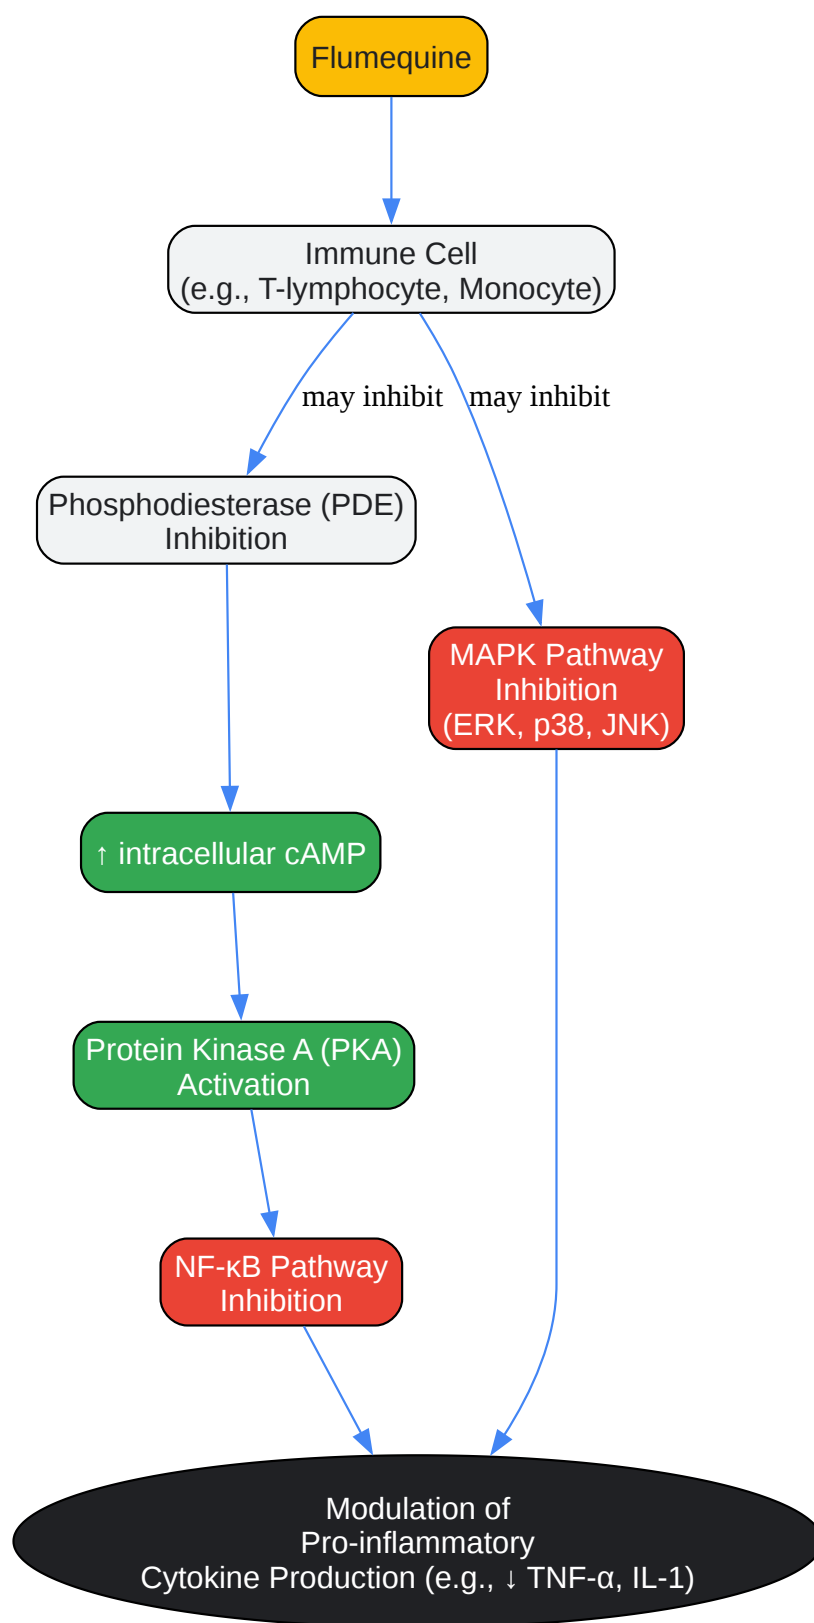 Flumequine
Immune Cell
(e.g., T-lymphocyte, Monocyte)
may inhibit
may inhibit
Phosphodiesterase (PDE)
Inhibition
MAPK Pathway
Inhibition
(ERK, p38, JNK)
↑ intracellular cAMP
Protein Kinase A (PKA)
Activation
NF-κB Pathway
Inhibition
Modulation of
Pro-inflammatory
Cytokine Production (e.g., ↓ TNF-α, IL-1)